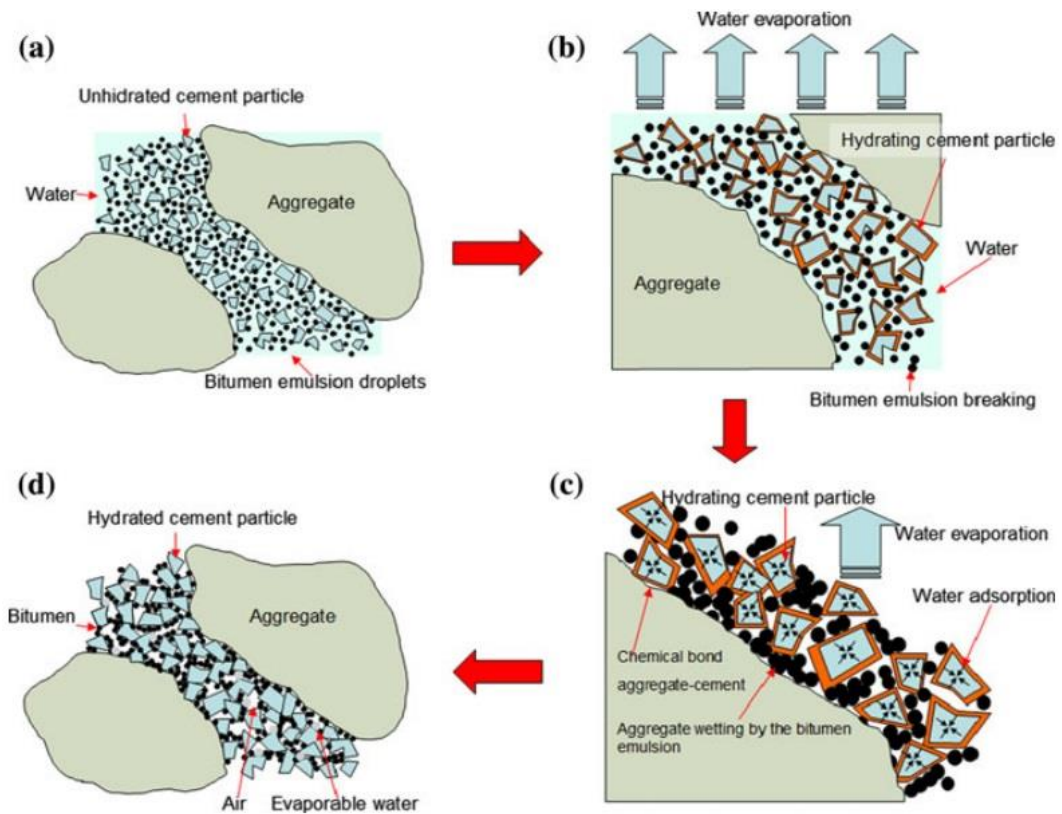 (a)
Unhidrated cement particle
Water
Aggregate
Bitumen emulsion droplets
(b)
Water evaporation
Hydrating cement particle
Water
Aggregate
Bitumen emulsion breaking
(d)
Hydrated cement particle
Bitumen
Aggregate
Air
Evaporable water
(c)
Hydrating cement particle
Water evaporation
Water adsorption
Chemical bond
aggregate-cement
Aggregate wetting by the bitumen
emulsion